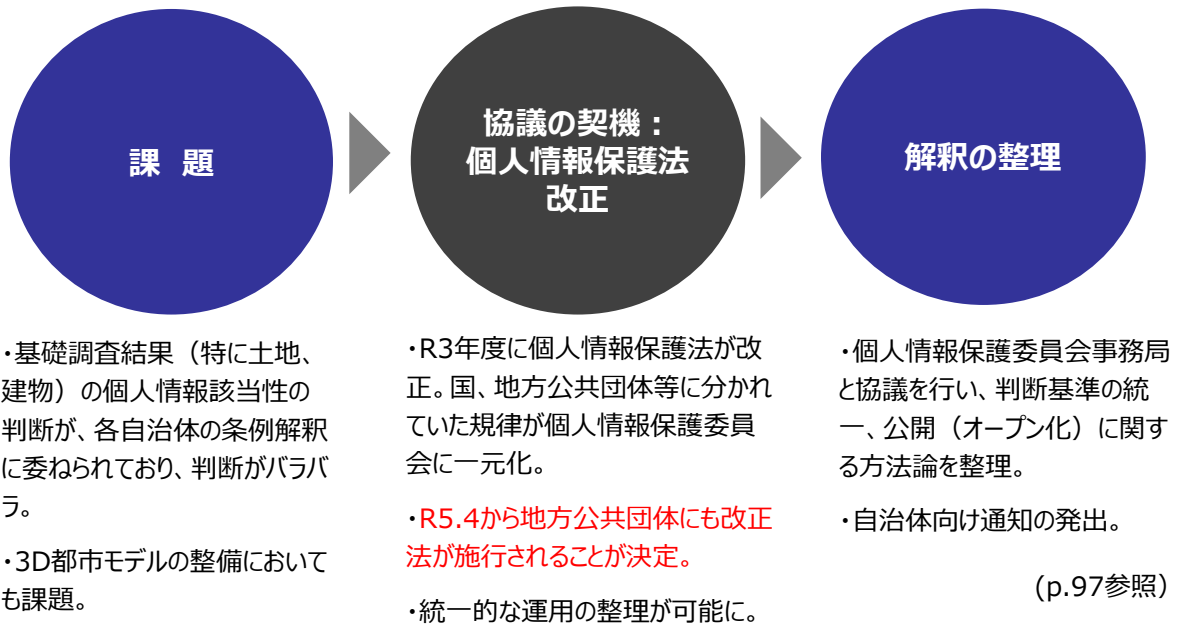 課 題
・基礎調査結果（特に土地、
建物）の個人情報該当性の
判断が、各自治体の条例解釈
に委ねられており、判断がバラバ
ラ。
・3D都市モデルの整備において
も課題。
協議の契機：
個人情報保護法
改正
・R3年度に個人情報保護法が改
正。国、地方公共団体等に分かれ
ていた規律が個人情報保護委員
会に一元化。
・R5.4から地方公共団体にも改正
法が施行されることが決定。
・統一的な運用の整理が可能に。
解釈の整理
・個人情報保護委員会事務局
と協議を行い、判断基準の統
一、公開（オープン化）に関す
る方法論を整理。
・自治体向け通知の発出。
(p.97参照）